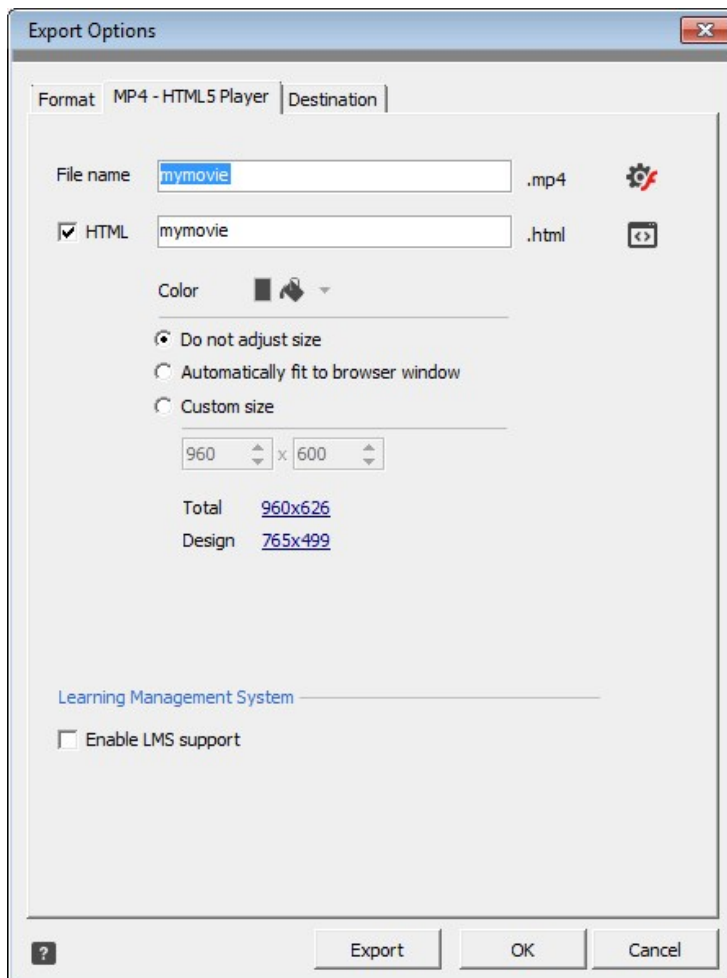 Export Options
Format MP4 - HTML5 Player Destination
File name mymovie .mp4
HTML mymovie .html
Color
Do not adjust size
Automatically fit to browser window
Custom size
960 x 600
Total 960x626
Design 765x499
Learning Management System
Enable LMS support
? Export OK Cancel